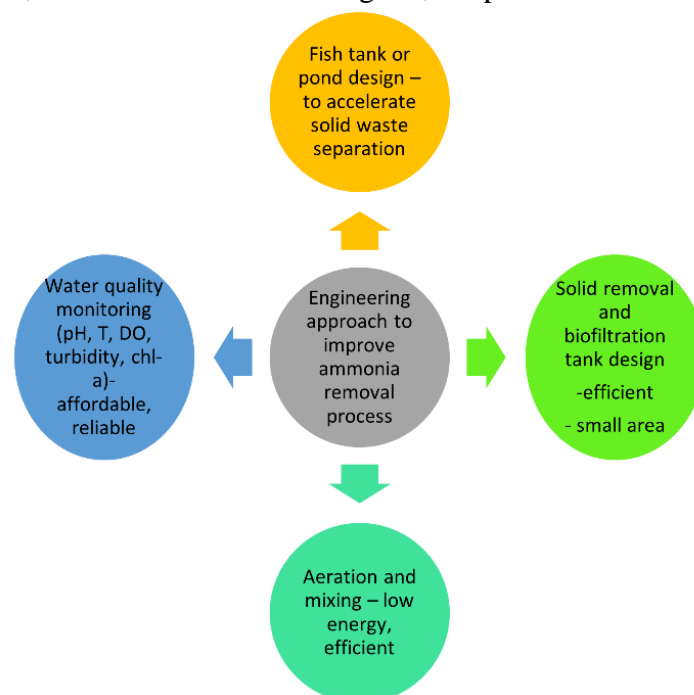 Fish tank or
pond design –
to accelerate
solid waste
separation
Water quality
monitoring
(pH, T, DO,
turbidity, chl-
a)-
affordable,
reliable
Engineering
approach to
improve
ammonia
removal
process
Solid removal
and
biofiltration
tank design
-efficient
- small area
Aeration and
mixing – low
energy,
efficient